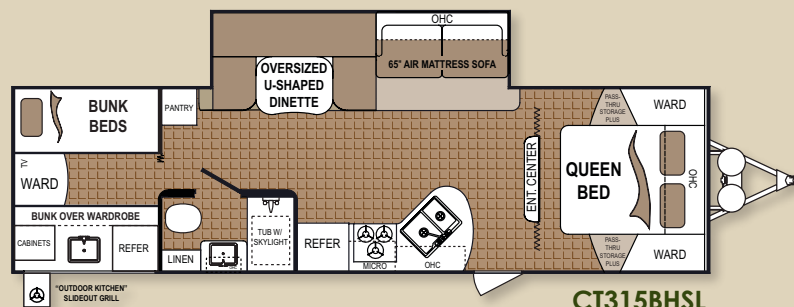 OHC
65" AIR MATTRESS SOFA
OVERSIZED
U-SHAPED
DINETTE
PANTRY
BUNK
BEDS
TV
WARD
BUNK OVER WARDROBE
CABINETS
REFER
"OUTDOOR KITCHEN"
SLIDEOUT GRILL
LINEN
TUB W/
SKYLIGHT
REFER
MICRO
OHC
ENT. CENTER
PASS-
THRU
STORAGE
PLUS
WARD
QUEEN
BED
OHC
PASS-
THRU
STORAGE
PLUS
WARD
CT315BHSL